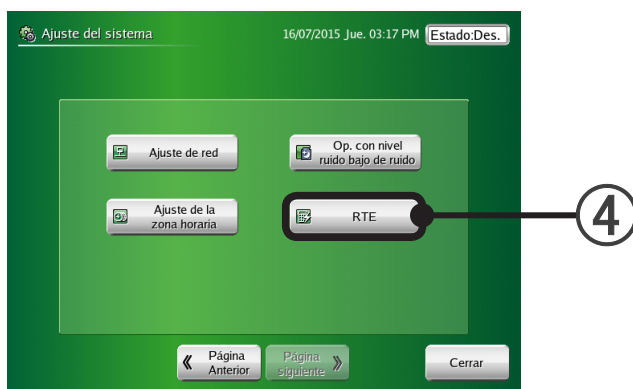 Ajuste del sistema
16/07/2015 Jue. 03:17 PM
Estado:Des.
Ajuste de red
Op. con nivel
ruido bajo de ruido
Ajuste de la
zona horaria
RTE
4
Página
Anterior
Página
siguiente
Cerrar